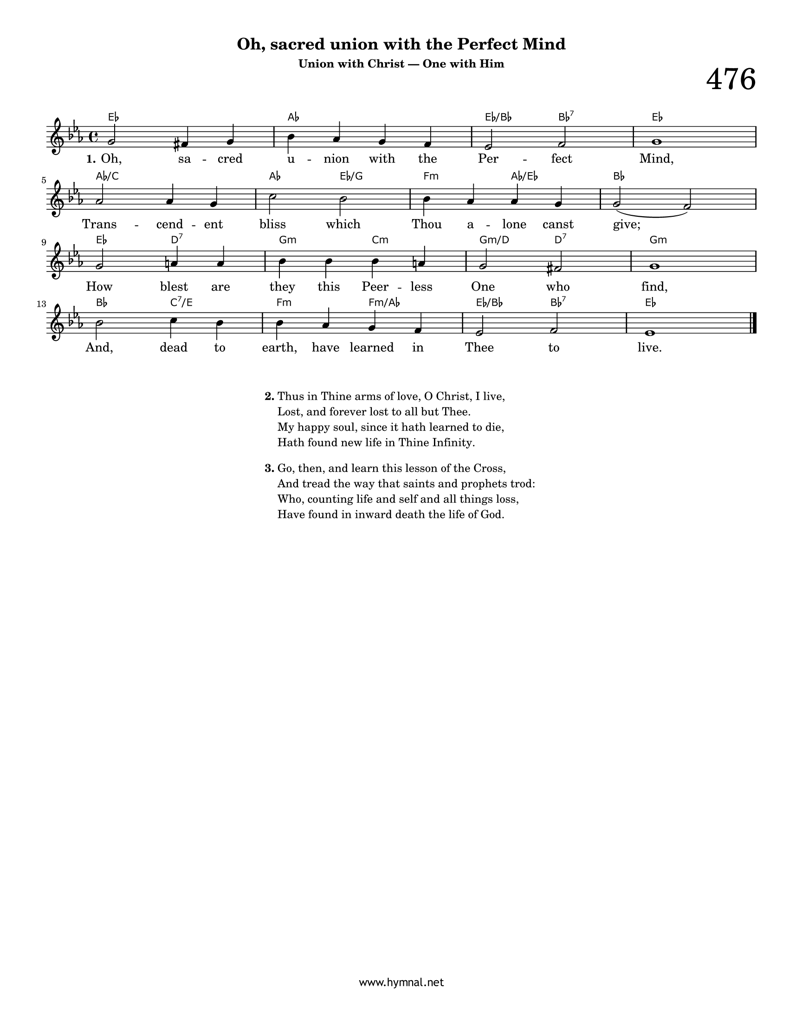 Oh, sacred union with the Perfect Mind
Union with Christ — One with Him
476
E♭ A♭ E♭/B♭ B♭7 E♭
1. Oh, sa - cred u - nion with the Per - fect Mind,
5
A♭/C A♭ E♭/G Fm A♭/E♭ B♭
Trans - cend - ent bliss which Thou a - lone canst give;
9
E♭ D7 Gm Cm Gm/D D7 Gm
How blest are they this Peer - less One who find,
13
B♭ C7/E Fm Fm/A♭ E♭/B♭ B♭7 E♭
And, dead to earth, have learned in Thee to live.
2. Thus in Thine arms of love, O Christ, I live,
Lost, and forever lost to all but Thee.
My happy soul, since it hath learned to die,
Hath found new life in Thine Infinity.
3. Go, then, and learn this lesson of the Cross,
And tread the way that saints and prophets trod:
Who, counting life and self and all things loss,
Have found in inward death the life of God.
www.hymnal.net